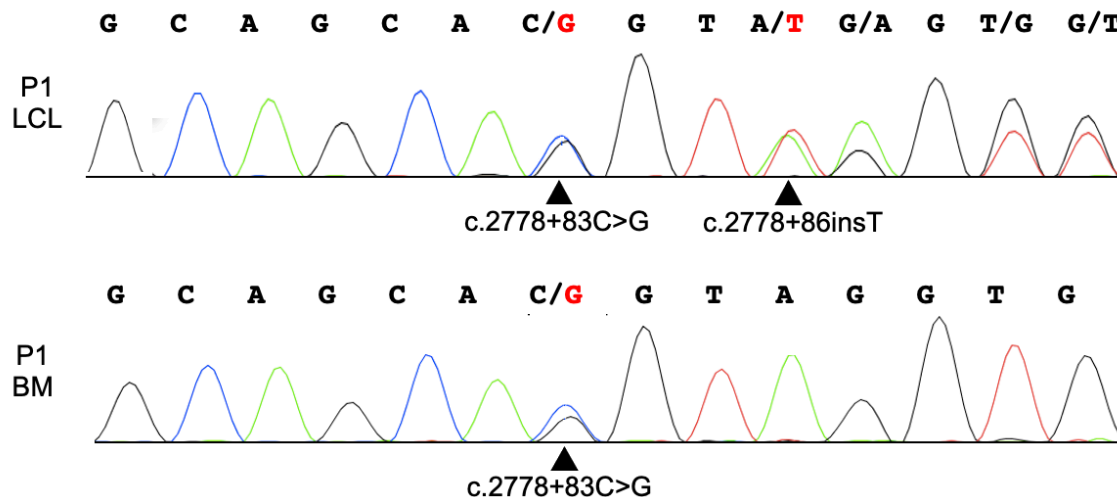 G C A G C A C/G G T A/T G/A G T/G G/T
P1
LCL
c.2778+83C>G c.2778+86insT
G C A G C A C/G G T A G G T G
P1
BM
c.2778+83C>G